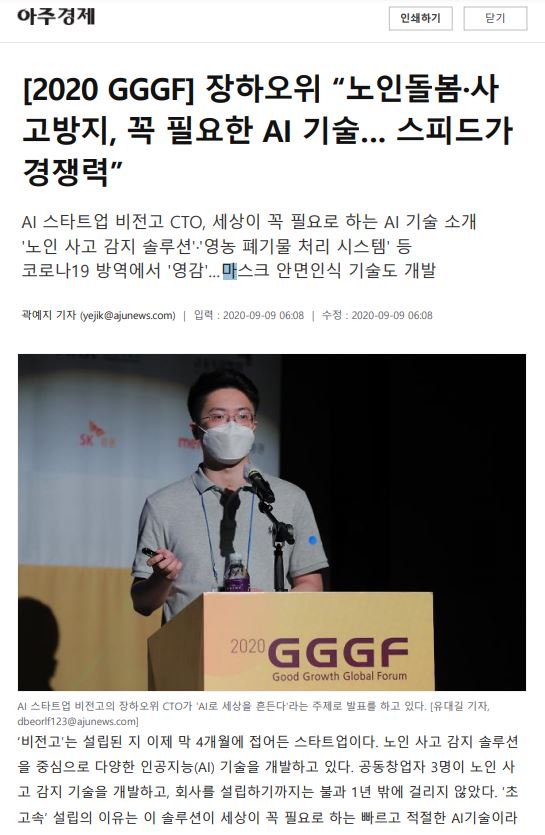 아주경제
인쇄하기
닫기
[2020 GGGF] 장하오위 “노인돌봄·사
고방지, 꼭 필요한 AI 기술... 스피드가
경쟁력”
AI 스타트업 비전고 CTO, 세상이 꼭 필요로 하는 AI 기술 소개
'노인 사고 감지 솔루션'·'영농 폐기물 처리 시스템' 등
코로나19 방역에서 '영감'...마스크 안면인식 기술도 개발
곽예지 기자 (yejik@ajunews.com) | 입력 : 2020-09-09 06:08 | 수정 : 2020-09-09 06:08
SK 증권
2020 GGGF
Good Growth Global Forum
AI 스타트업 비전고의 장하오위 CTO가 'AI로 세상을 흔든다'라는 주제로 발표를 하고 있다. [유대길 기자,
dbeorlf123@ajunews.com]
‘비전고’는 설립된 지 이제 막 4개월에 접어든 스타트업이다. 노인 사고 감지 솔루션
을 중심으로 다양한 인공지능(AI) 기술을 개발하고 있다. 공동창업자 3명이 노인 사
고 감지 기술을 개발하고, 회사를 설립하기까지는 불과 1년 밖에 걸리지 않았다. ‘초
고속’ 설립의 이유는 이 솔루션이 세상이 꼭 필요로 하는 빠르고 적절한 AI기술이라